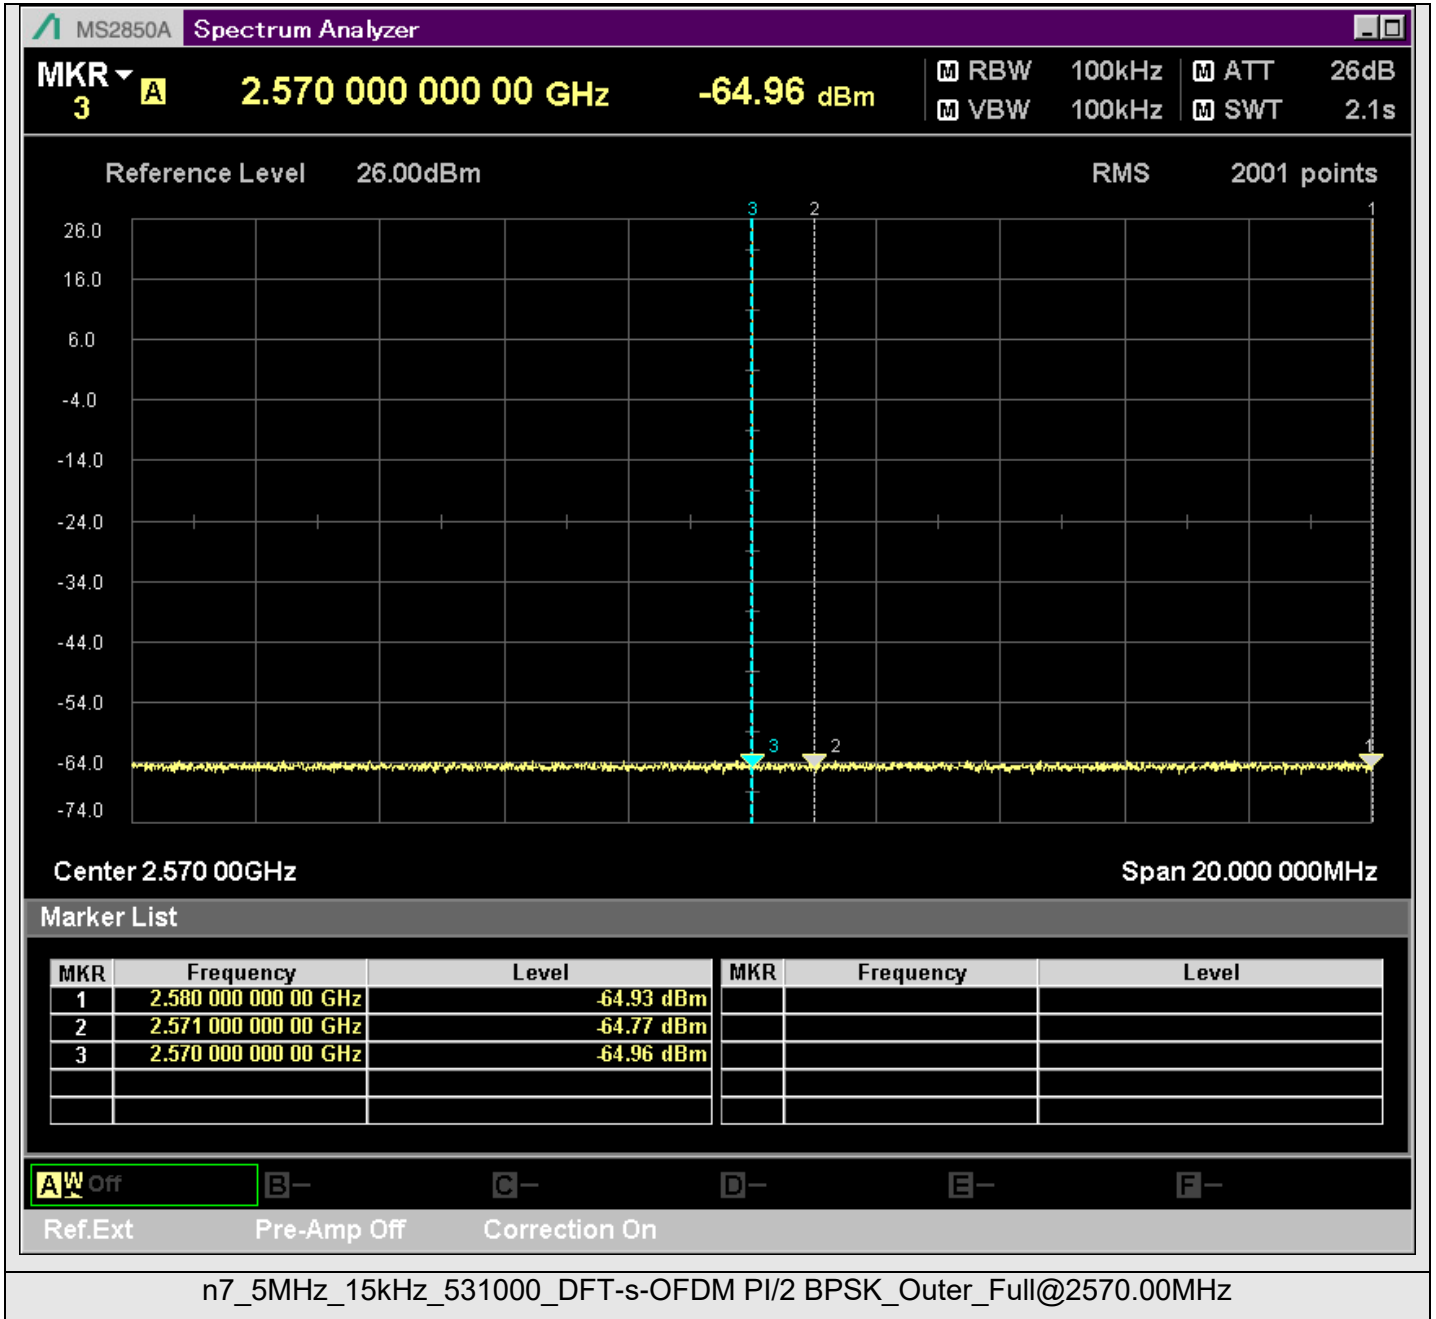 MS2850A Spectrum Analyzer
MKR A 2.570 000 000 00 GHz -64.96 dBm M RBW 100kHz M ATT 26dB
3 M VBW 100kHz M SWT 2.1s
Reference Level 26.00dBm RMS 2001 points
3 2 1
26.0
16.0
6.0
-4.0
-14.0
-24.0
-34.0
-44.0
-54.0
3 2 1
-64.0
-74.0
Center 2.570 00GHz Span 20.000 000MHz
Marker List
MKR Frequency Level MKR Frequency Level
1 2.580 000 000 00 GHz -64.93 dBm
2 2.571 000 000 00 GHz -64.77 dBm
3 2.570 000 000 00 GHz -64.96 dBm
A W Off B - C - D - E - F -
Ref.Ext Pre-Amp Off Correction On
n7_5MHz_15kHz_531000_DFT-s-OFDM PI/2 BPSK_Outer_Full@2570.00MHz